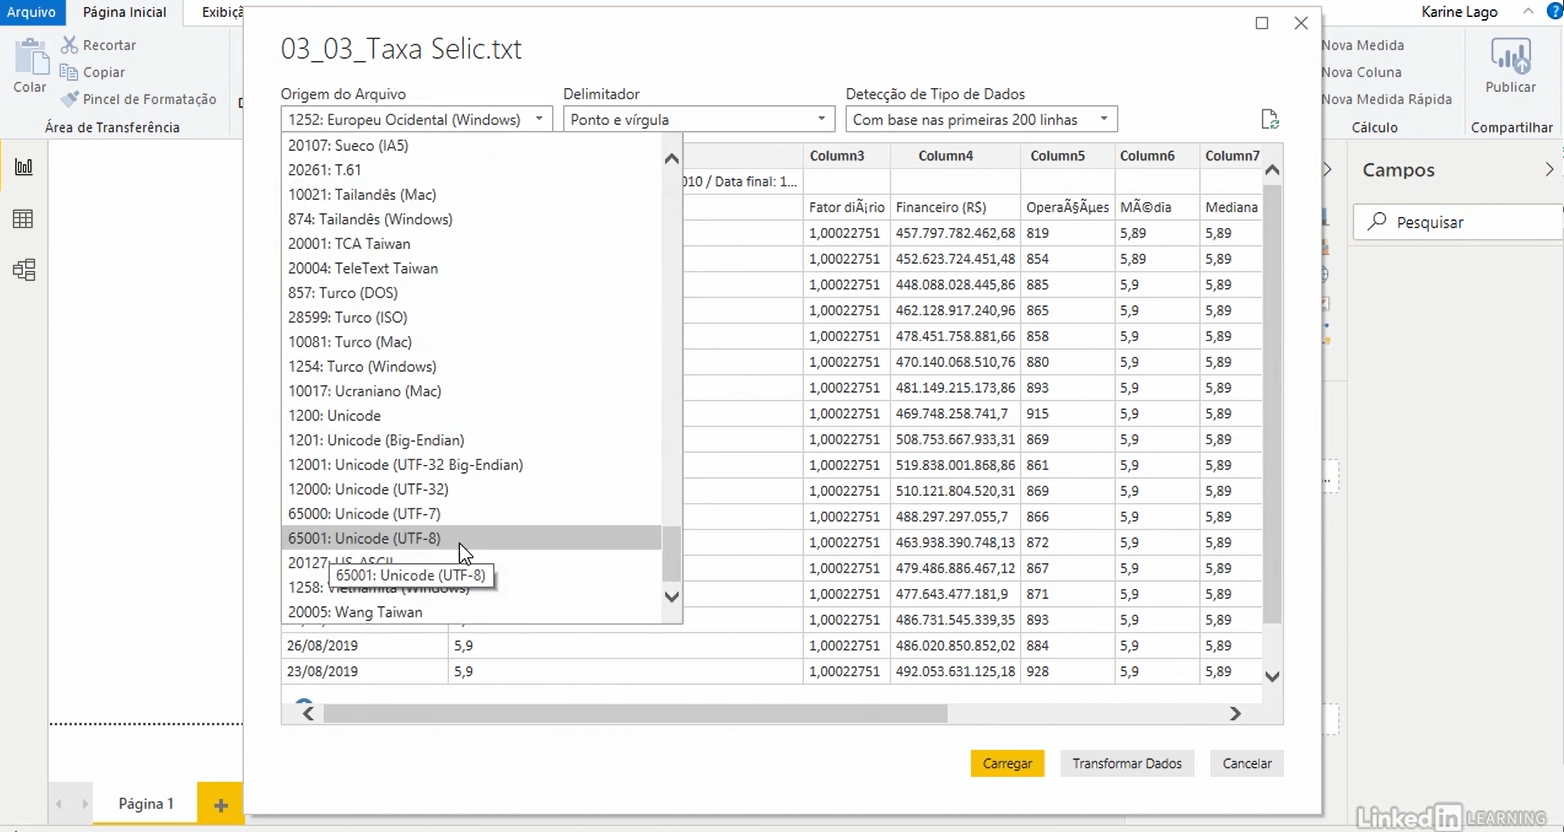 Arquivo
Página Inicial
Exibiçã
Karine Lago
?
Colar
Recortar
Copiar
Pincel de Formatação
Área de Transferência
03_03_Taxa Selic.txt
Origem do Arquivo
Delimitador
Detecção de Tipo de Dados
1252: Europeu Ocidental (Windows)
Ponto e vírgula
Com base nas primeiras 200 linhas
20107: Sueco (IA5)
20261: T.61
10021: Tailandês (Mac)
874: Tailandês (Windows)
20001: TCA Taiwan
20004: TeleText Taiwan
857: Turco (DOS)
28599: Turco (ISO)
10081: Turco (Mac)
1254: Turco (Windows)
10017: Ucraniano (Mac)
1200: Unicode
1201: Unicode (Big-Endian)
12001: Unicode (UTF-32 Big-Endian)
12000: Unicode (UTF-32)
65000: Unicode (UTF-7)
65001: Unicode (UTF-8)
20127: US-ASCII
65001: Unicode (UTF-8)
1258: Vietnamita (Windows)
20005: Wang Taiwan
Column3 Column4 Column5 Column6 Column7
010 / Data final: 1...
Fator diÃ¡rio Financeiro (R$) OperaÃ§Ãµes MÃ©dia Mediana
1,00022751 457.797.782.462,68 819 5,89 5,89
1,00022751 452.623.724.451,48 854 5,89 5,89
1,00022751 448.088.028.445,86 885 5,9 5,89
1,00022751 462.128.917.240,96 865 5,9 5,89
1,00022751 478.451.758.881,66 858 5,9 5,89
1,00022751 470.140.068.510,76 880 5,9 5,89
1,00022751 481.149.215.173,86 893 5,9 5,89
1,00022751 469.748.258.741,7 915 5,9 5,89
1,00022751 508.753.667.933,31 869 5,9 5,89
1,00022751 519.838.001.868,86 861 5,9 5,89
1,00022751 510.121.804.520,31 869 5,9 5,89
1,00022751 488.297.297.055,7 866 5,9 5,89
1,00022751 463.938.390.748,13 872 5,9 5,89
1,00022751 479.486.886.467,12 867 5,9 5,89
1,00022751 477.643.477.181,9 871 5,9 5,89
1,00022751 486.731.545.339,35 893 5,9 5,89
26/08/2019 5,9 1,00022751 486.020.850.852,02 884 5,9 5,89
23/08/2019 5,9 1,00022751 492.053.631.125,18 928 5,9 5,89
Carregar
Transformar Dados
Cancelar
Nova Medida
Nova Coluna
Nova Medida Rápida
Cálculo
Publicar
Compartilhar
Campos
Pesquisar
Página 1
+
Linked in LEARNING